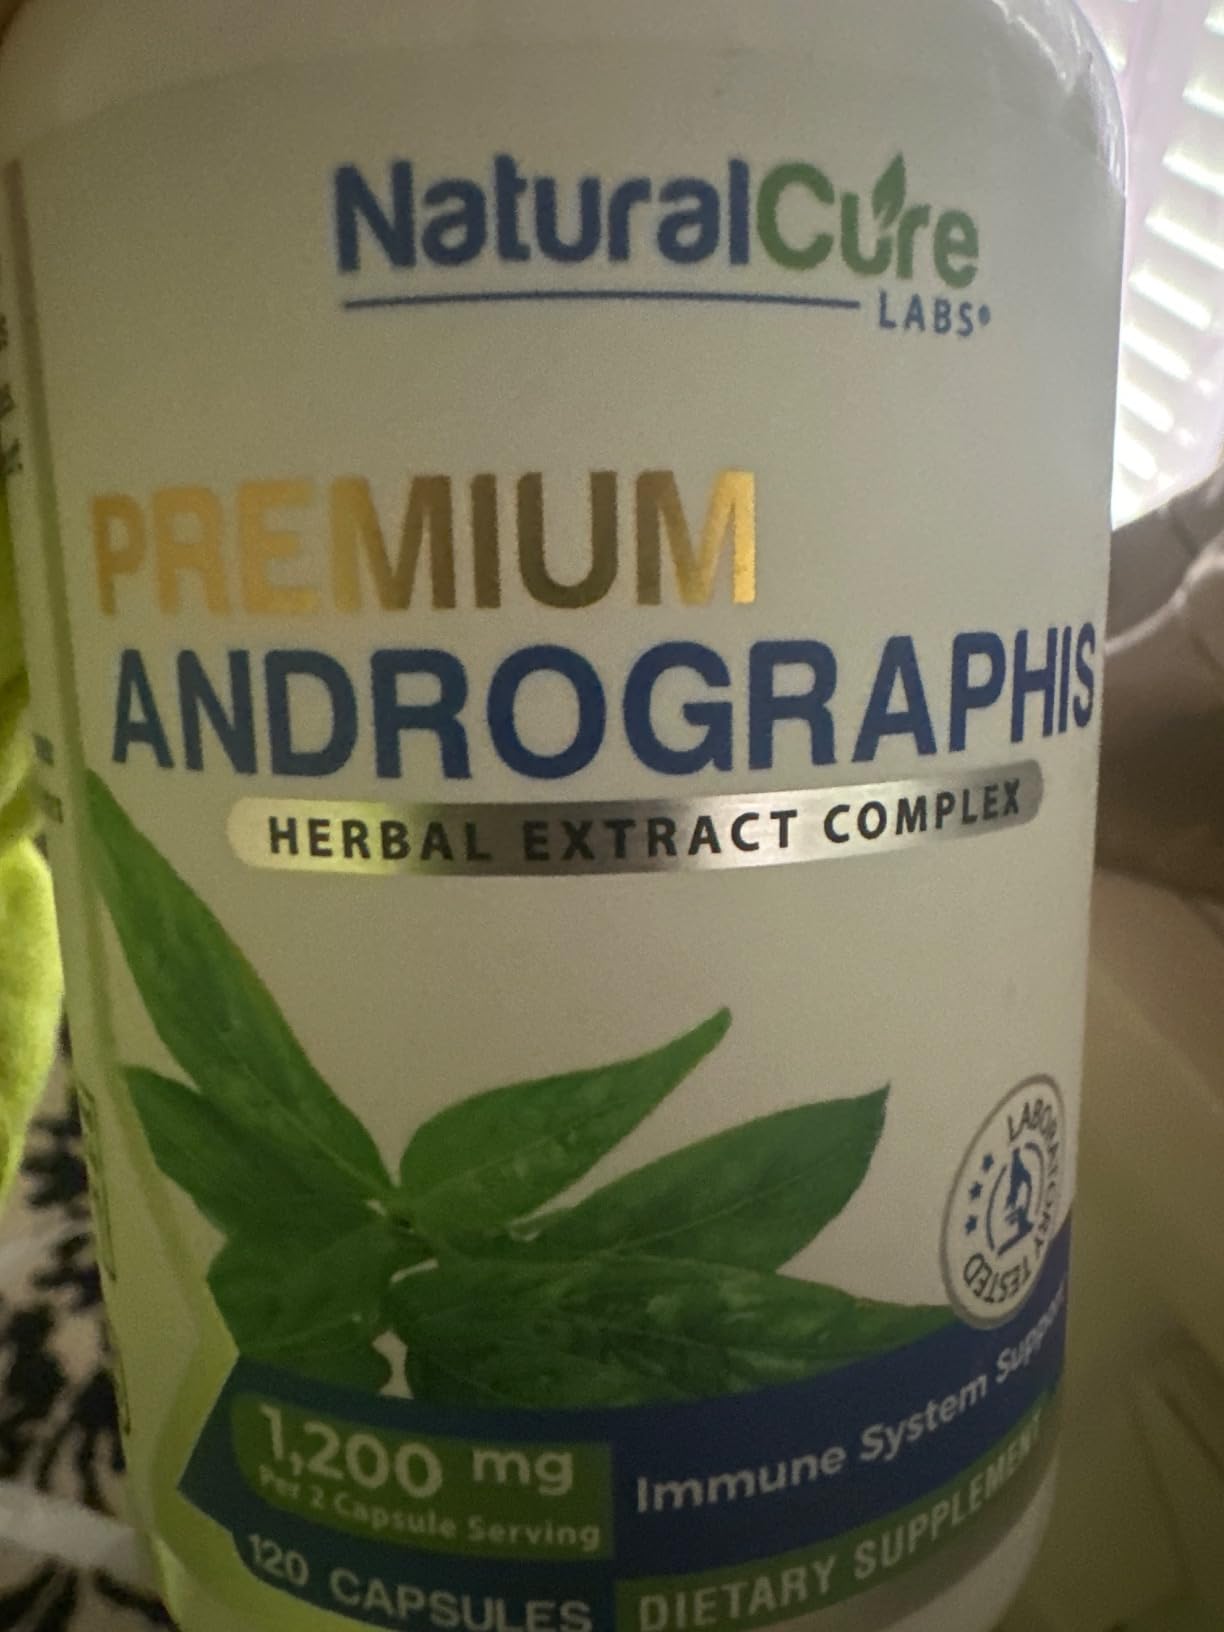 NaturalCure
LABS®
PREMIUM
ANDROGRAPHIS
HERBAL EXTRACT COMPLEX
LABORATORY TESTED
1,200 mg
Per 2 Capsule Serving
120 CAPSULES
Immune System Support
DIETARY SUPPLEMENT